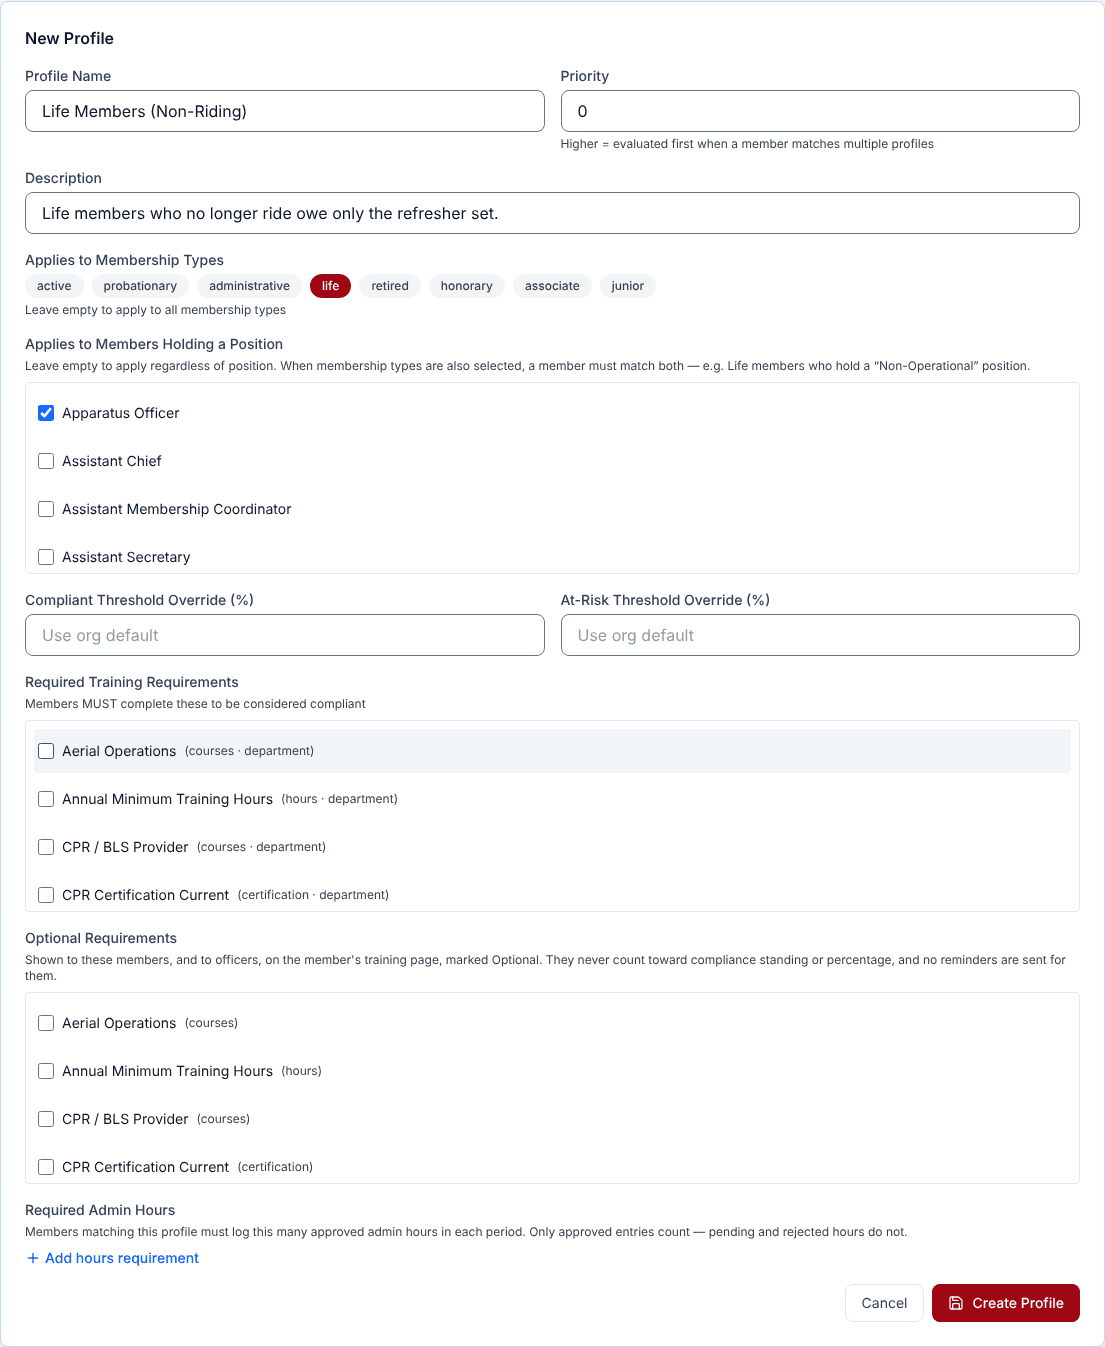 New Profile
Profile Name
Priority
Life Members (Non-Riding)
0
Higher = evaluated first when a member matches multiple profiles
Description
Life members who no longer ride owe only the refresher set.
Applies to Membership Types
active probationary administrative life retired honorary associate junior
Leave empty to apply to all membership types
Applies to Members Holding a Position
Leave empty to apply regardless of position. When membership types are also selected, a member must match both — e.g. Life members who hold a “Non-Operational” position.
Apparatus Officer
Assistant Chief
Assistant Membership Coordinator
Assistant Secretary
Compliant Threshold Override (%)
At-Risk Threshold Override (%)
Use org default
Use org default
Required Training Requirements
Members MUST complete these to be considered compliant
Aerial Operations (courses · department)
Annual Minimum Training Hours (hours · department)
CPR / BLS Provider (courses · department)
CPR Certification Current (certification · department)
Optional Requirements
Shown to these members, and to officers, on the member's training page, marked Optional. They never count toward compliance standing or percentage, and no reminders are sent for
them.
Aerial Operations (courses)
Annual Minimum Training Hours (hours)
CPR / BLS Provider (courses)
CPR Certification Current (certification)
Required Admin Hours
Members matching this profile must log this many approved admin hours in each period. Only approved entries count — pending and rejected hours do not.
+ Add hours requirement
Cancel
Create Profile